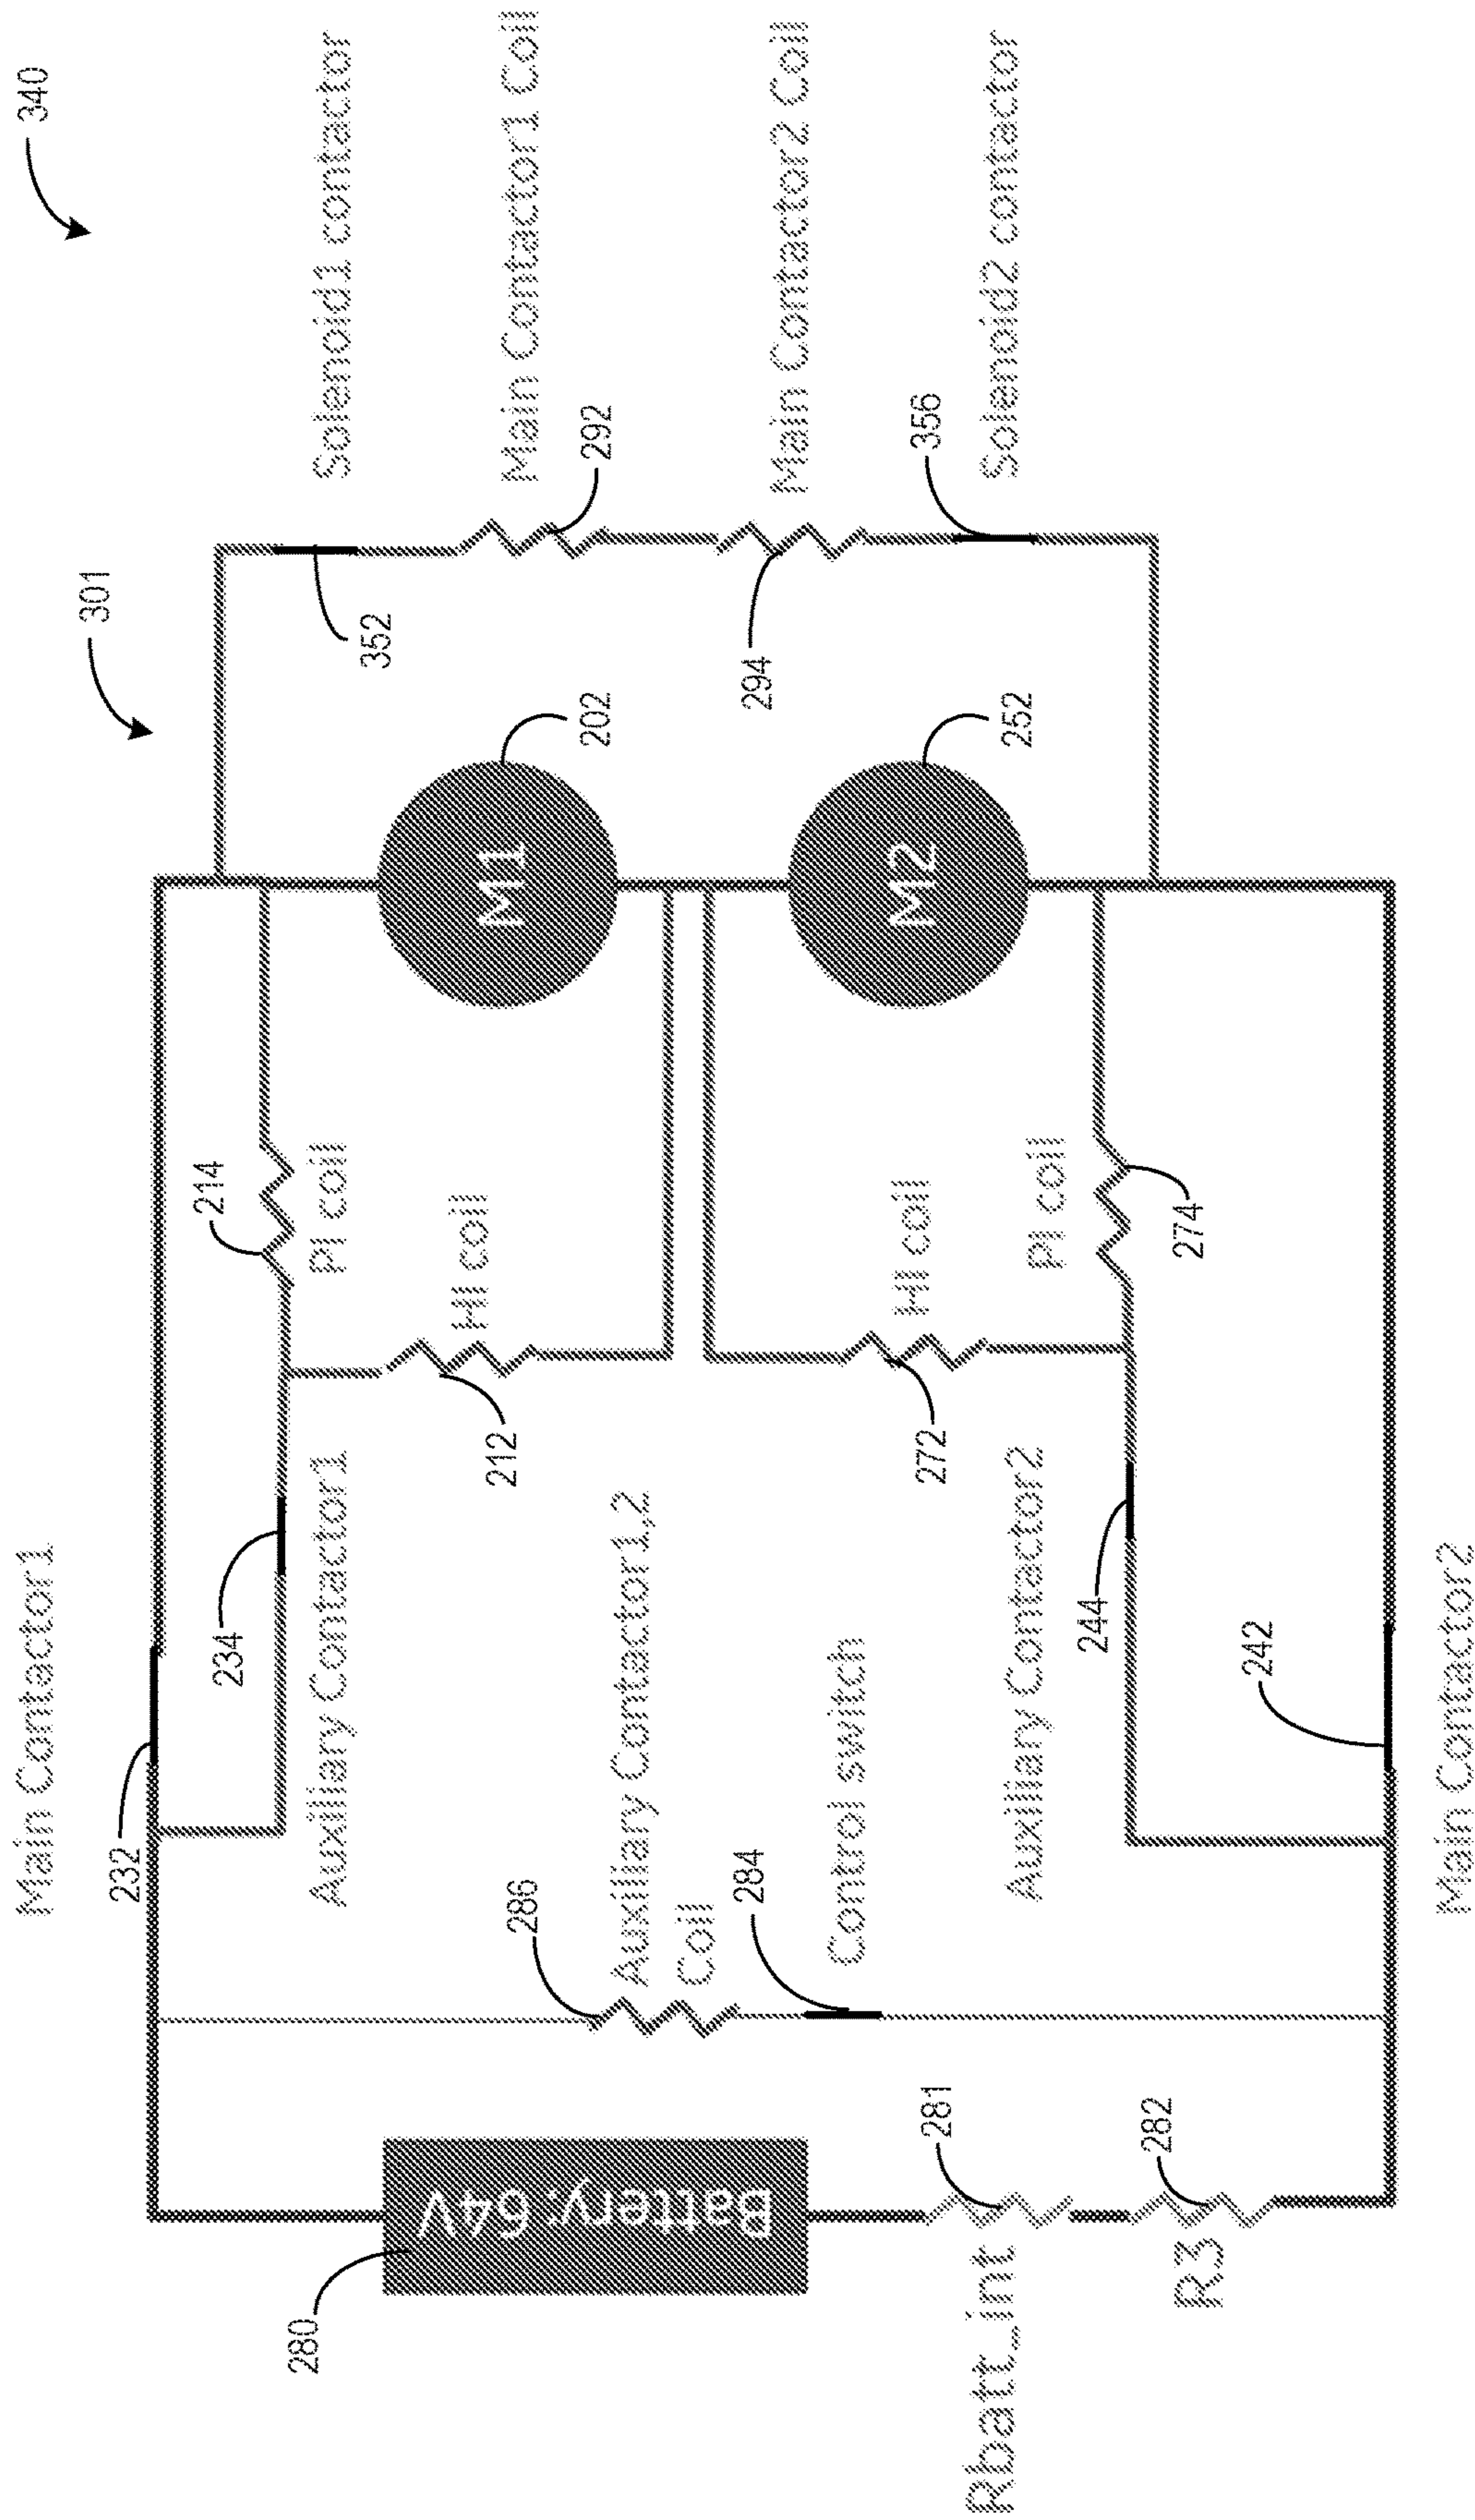 340
301
Main Contactor1
232
234
Auxiliary Contactor1
214
PI coil
HI coil
212
M1
202
352
Solenoid1 contactor
Main Contactor1 Coil
292
Main Contactor2 Coil
294
356
Solenoid2 contactor
M2
252
HI coil
272
PI coil
274
Auxiliary Contactor2
244
242
Main Contactor2
286
Auxiliary Contactor1,2
Coil
284
Control switch
Battery: 64V
280
281
Rbatt_int
282
R3